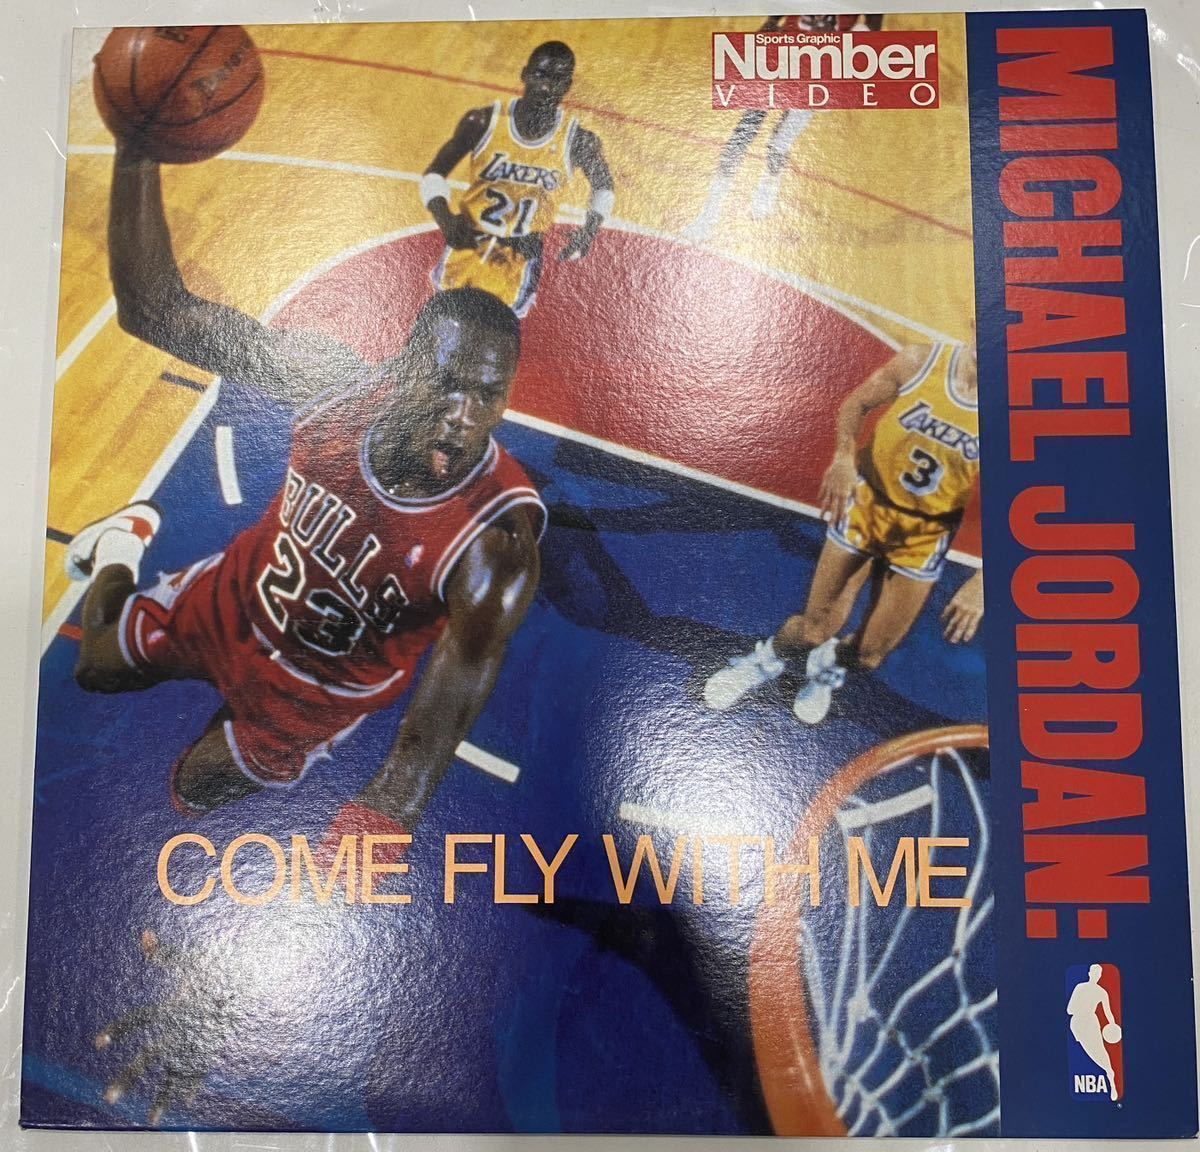 Sports Graphic
Number
VIDEO
MICHAEL JORDAN:
LAKERS
21
LAKERS
3
BULLS
23
COME FLY WITH ME
NBA